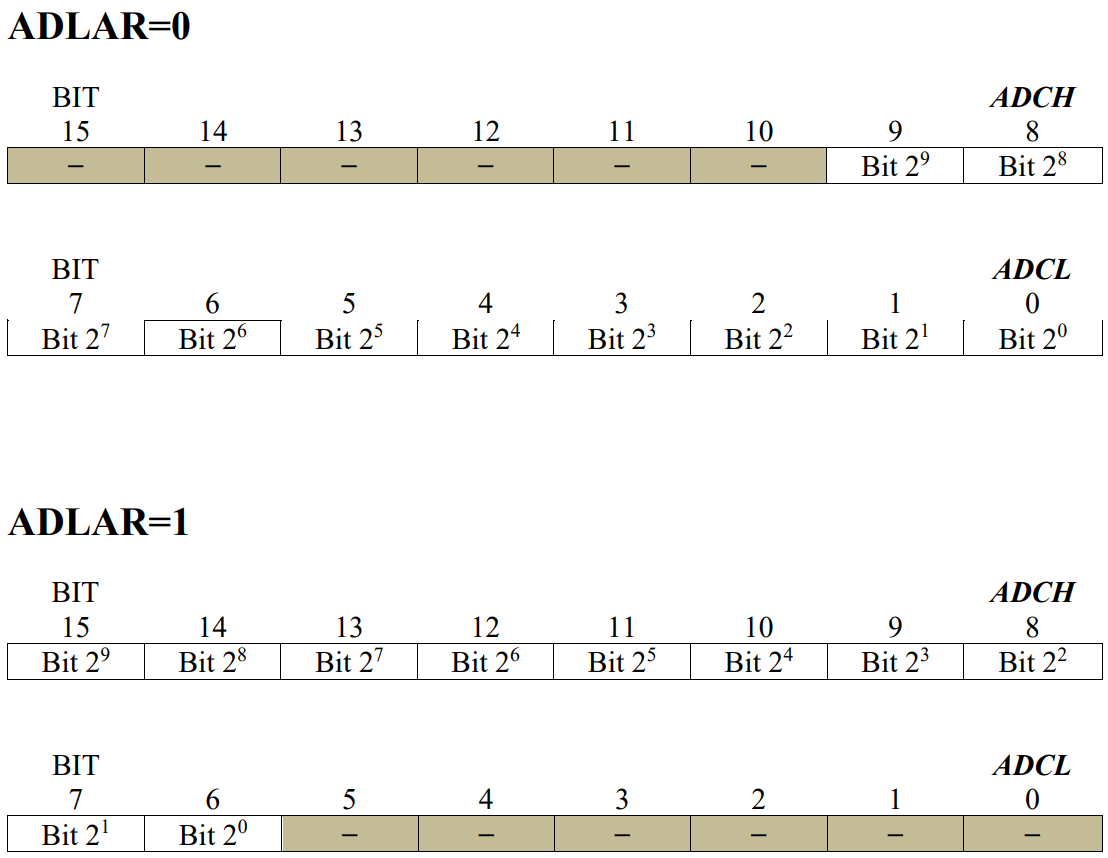 ADLAR=0
BIT ADCH
15 14 13 12 11 10 9 8
– – – – – – Bit 2⁹ Bit 2⁸
BIT ADCL
7 6 5 4 3 2 1 0
Bit 2⁷ Bit 2⁶ Bit 2⁵ Bit 2⁴ Bit 2³ Bit 2² Bit 2¹ Bit 2⁰
ADLAR=1
BIT ADCH
15 14 13 12 11 10 9 8
Bit 2⁹ Bit 2⁸ Bit 2⁷ Bit 2⁶ Bit 2⁵ Bit 2⁴ Bit 2³ Bit 2²
BIT ADCL
7 6 5 4 3 2 1 0
Bit 2¹ Bit 2⁰ – – – – – –